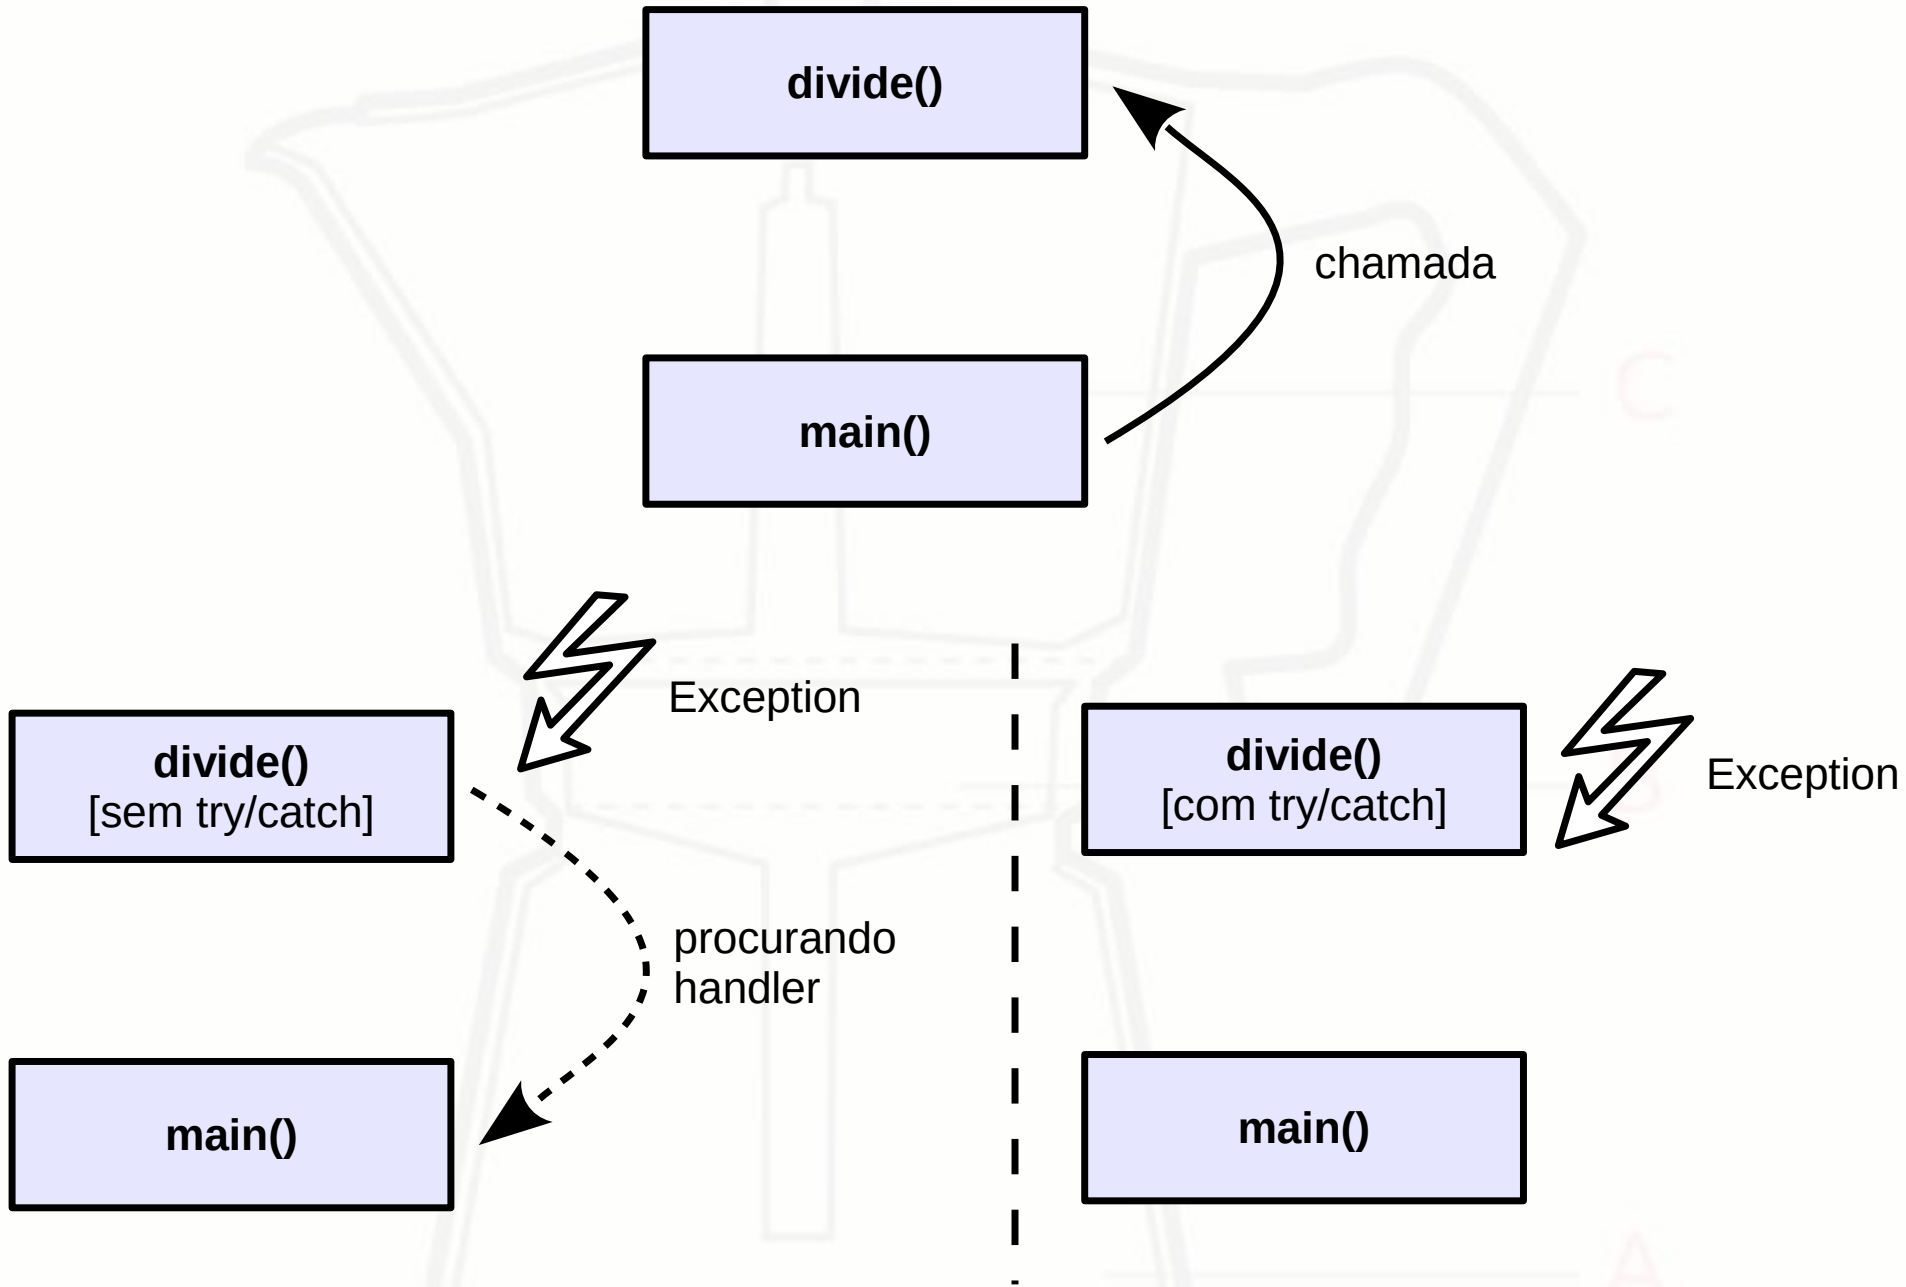 divide()
chamada
main()
Exception
divide()
[sem try/catch]
procurando
handler
main()
divide()
[com try/catch]
Exception
main()
C
A